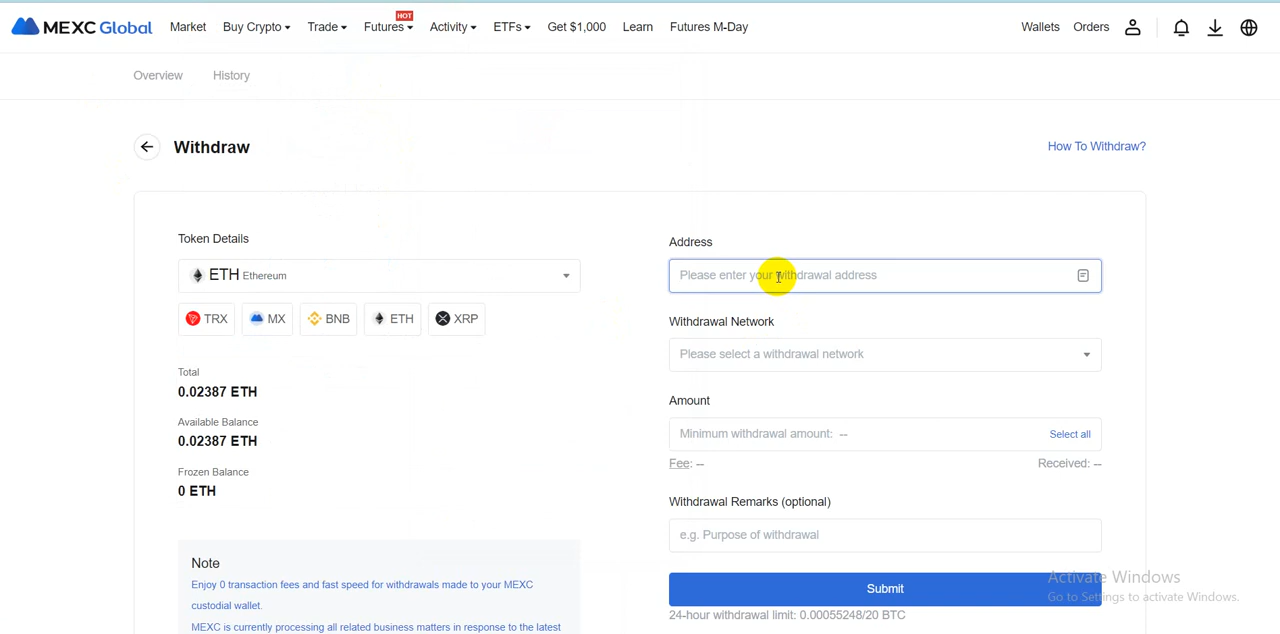 MEXC Global Market Buy Crypto Trade Futures HOT Activity ETFs Get $1,000 Learn Futures M-Day Wallets Orders
Overview History
Withdraw How To Withdraw?
Token Details
ETH Ethereum
TRX MX BNB ETH XRP
Total
0.02387 ETH
Available Balance
0.02387 ETH
Frozen Balance
0 ETH
Note
Enjoy 0 transaction fees and fast speed for withdrawals made to your MEXC
custodial wallet.
MEXC is currently processing all related business matters in response to the latest
Address
Please enter your withdrawal address
Withdrawal Network
Please select a withdrawal network
Amount
Minimum withdrawal amount: -- Select all
Fee: -- Received: --
Withdrawal Remarks (optional)
e.g. Purpose of withdrawal
Submit
24-hour withdrawal limit: 0.00055248/20 BTC
Activate Windows
Go to Settings to activate Windows.